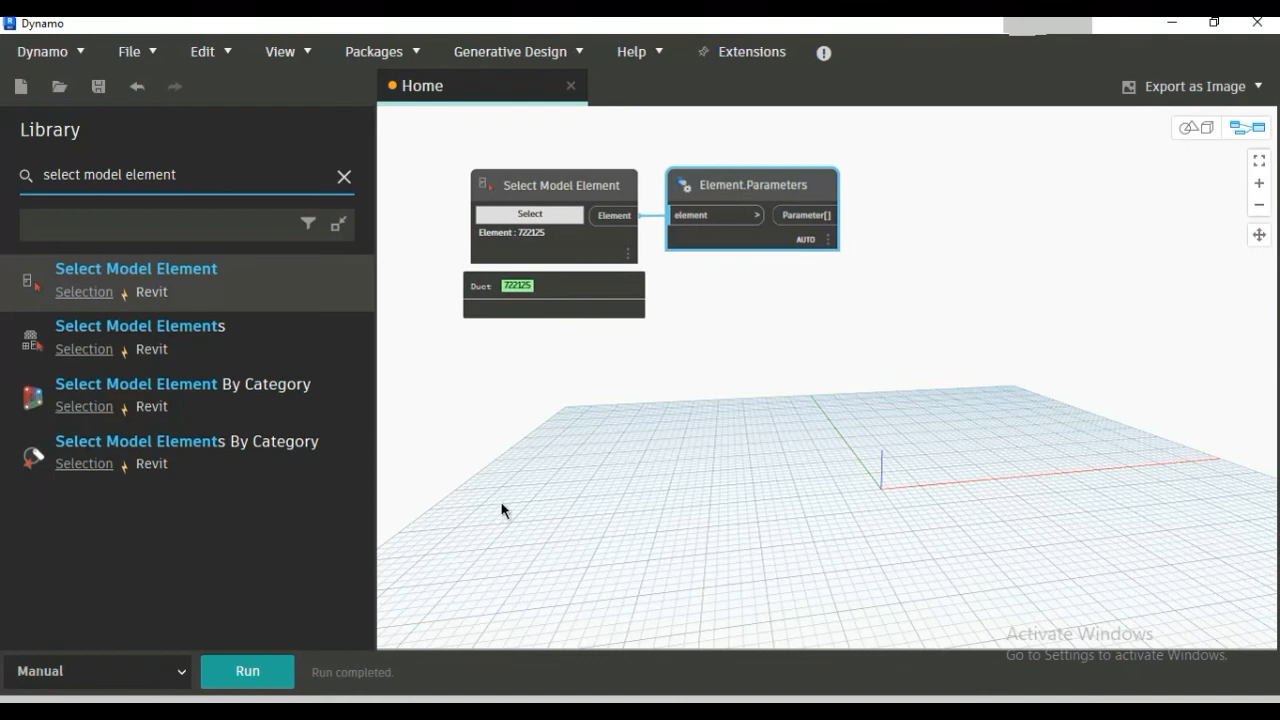 Dynamo
Dynamo File Edit View Packages Generative Design Help Extensions
Home
Export as Image
Library
select model element
Select Model Element
Selection Revit
Select Model Elements
Selection Revit
Select Model Element By Category
Selection Revit
Select Model Elements By Category
Selection Revit
Select Model Element
Select Element
Element : 722125
Duct 722125
Element.Parameters
element > Parameter[]
AUTO
Activate Windows
Go to Settings to activate Windows.
Manual Run Run completed.